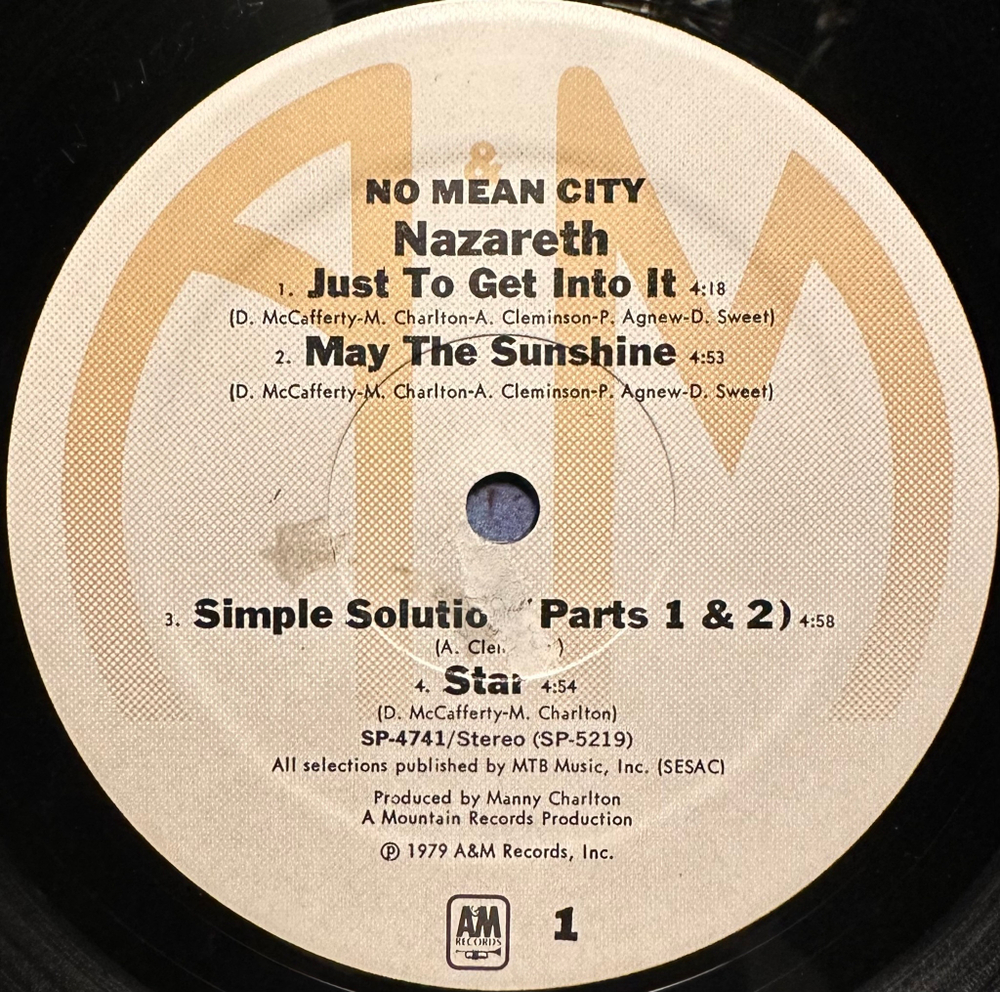 &
NO MEAN CITY
Nazareth
1. Just To Get Into It 4:18
(D. McCafferty-M. Charlton-A. Cleminson-P. Agnew-D. Sweet)
2. May The Sunshine 4:53
(D. McCafferty-M. Charlton-A. Cleminson-P. Agnew-D. Sweet)
3. Simple Parts 1 & 2) 4:58
(A. )
4. Star 4:54
(D. McCafferty-M. Charlton)
SP-4741/Stereo (SP-5219)
All selections published by MTB Music, Inc. (SESAC)
Produced by Manny Charlton
A Mountain Records Production
℗ 1979 A&M Records, Inc.
A&M 1
RECORDS